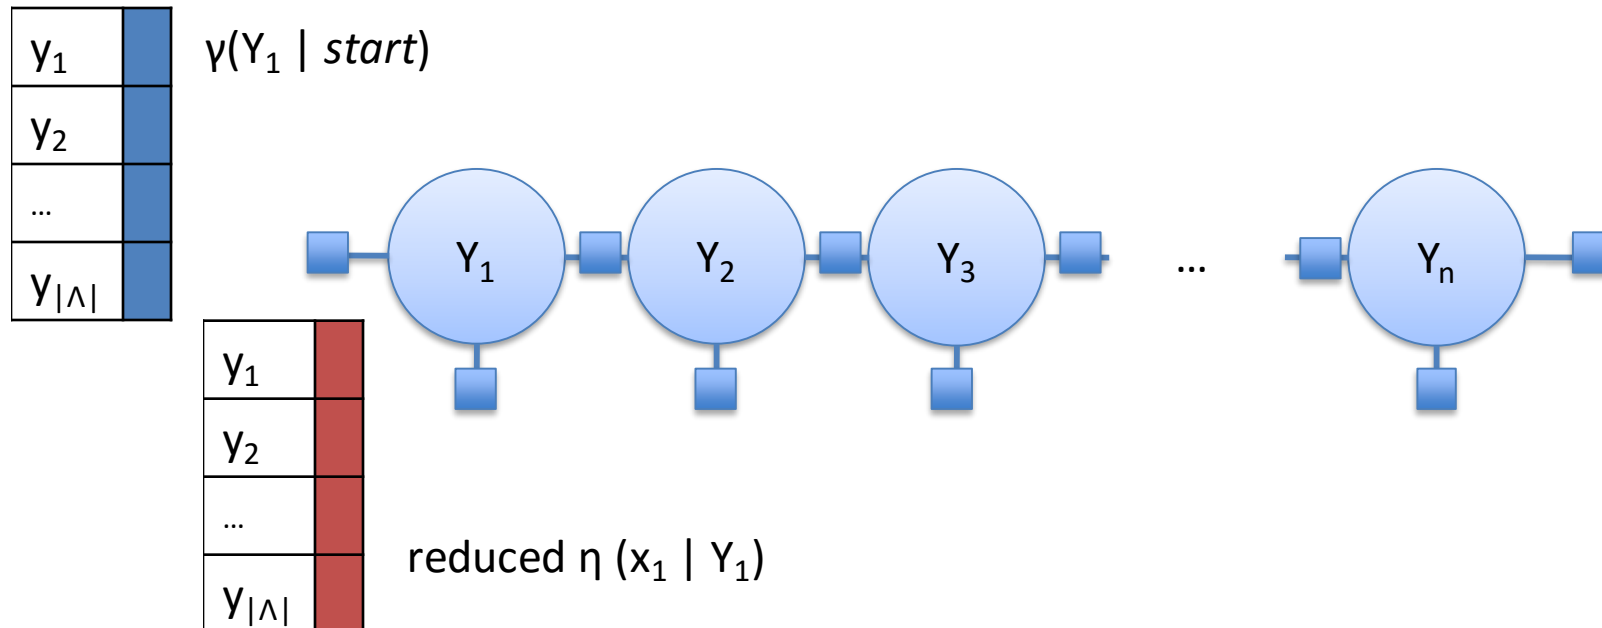 y₁
y₂
...
y|Λ|
γ(Y₁ | start)
Y₁ Y₂ Y₃ ... Yₙ
y₁
y₂
...
y|Λ|
reduced η (x₁ | Y₁)